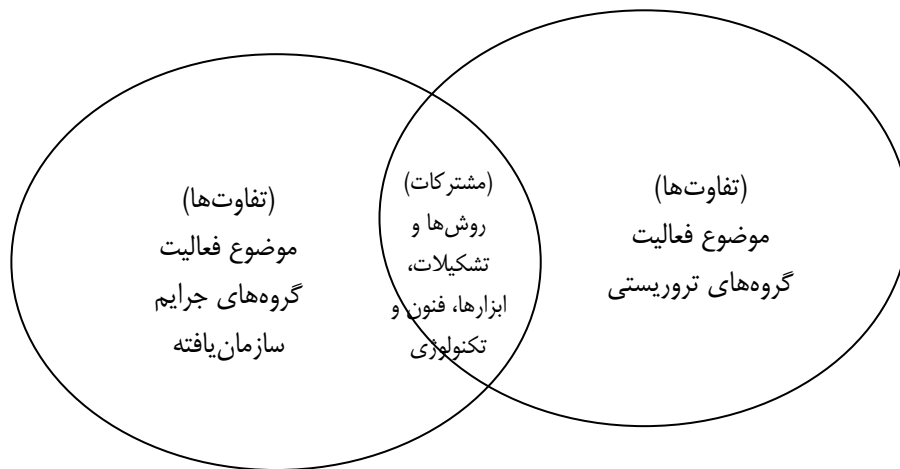 (تفاوت‌ها)
موضوع فعالیت
گروه‌های تروریستی
(مشترکات)
روش‌ها و
تشکیلات،
ابزارها، فنون و
تکنولوژی
(تفاوت‌ها)
موضوع فعالیت
گروه‌های جرایم
سازمان‌یافته